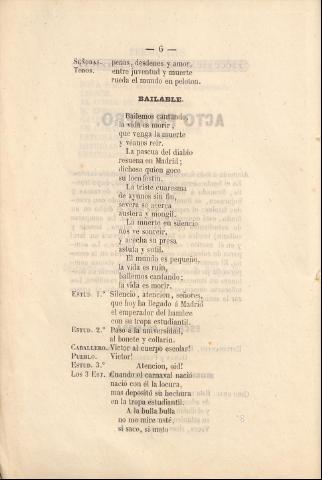 — 6 —
SEÑORAS. penas, desdenes y amor,
TENOS. entre juventud y muerte
rueda el mundo en peloton.
BAILABLE.
Bailemos cantando,
la vida es morir,
que venga la muerte
y véanos reir.
La pascua del diablo
resuena en Madrid;
dichosa quien goce
su loco festin.
La triste cuaresma
de ayunos sin fin,
severa se acerca
austera y mongil.
La muerte en silencio
nos ve sonreir,
y acecha su presa
astuta y sutil.
El mundo es pequeño,
la vida es ruin,
bailemos cantando;
la vida es morir.
ESTUD. 1.° Silencio, atencion, señores,
que hoy ha llegado á Madrid
el emperador del hambre
con su tropa estudiantil.
ESTUD. 2.° Paso á la universidad,
al bonete y collarin.
CABALLERO. Victor al cuerpo escolar!!
PUEBLO. Victor!
ESTUD. 3.° Atencion, oid!
LOS 3 EST. Cuando el carnaval nació
nació con él la locura,
mas depositó su hechura
en la tropa estudiantil.
A la bulla bulla
no me mire usté,
si saco, si meto